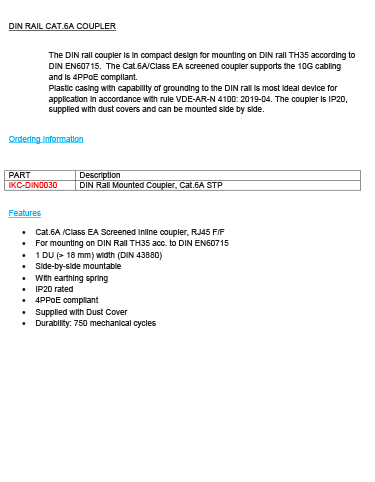 DIN RAIL CAT.6A COUPLER
The DIN rail coupler is in compact design for mounting on DIN rail TH35 according to
DIN EN60715.  The Cat.6A/Class EA screened coupler supports the 10G cabling
and is 4PPoE compliant.
Plastic casing with capability of grounding to the DIN rail is most ideal device for
application in accordance with rule VDE-AR-N 4100: 2019-04. The coupler is IP20,
supplied with dust covers and can be mounted side by side.
Ordering Information
PART Description
IKC-DIN0030 DIN Rail Mounted Coupler, Cat.6A STP
Features
• Cat.6A /Class EA Screened Inline coupler, RJ45 F/F
• For mounting on DIN Rail TH35 acc. to DIN EN60715
• 1 DU (> 18 mm) width (DIN 43880)
• Side-by-side mountable
• With earthing spring
• IP20 rated
• 4PPoE compliant
• Supplied with Dust Cover
• Durability: 750 mechanical cycles